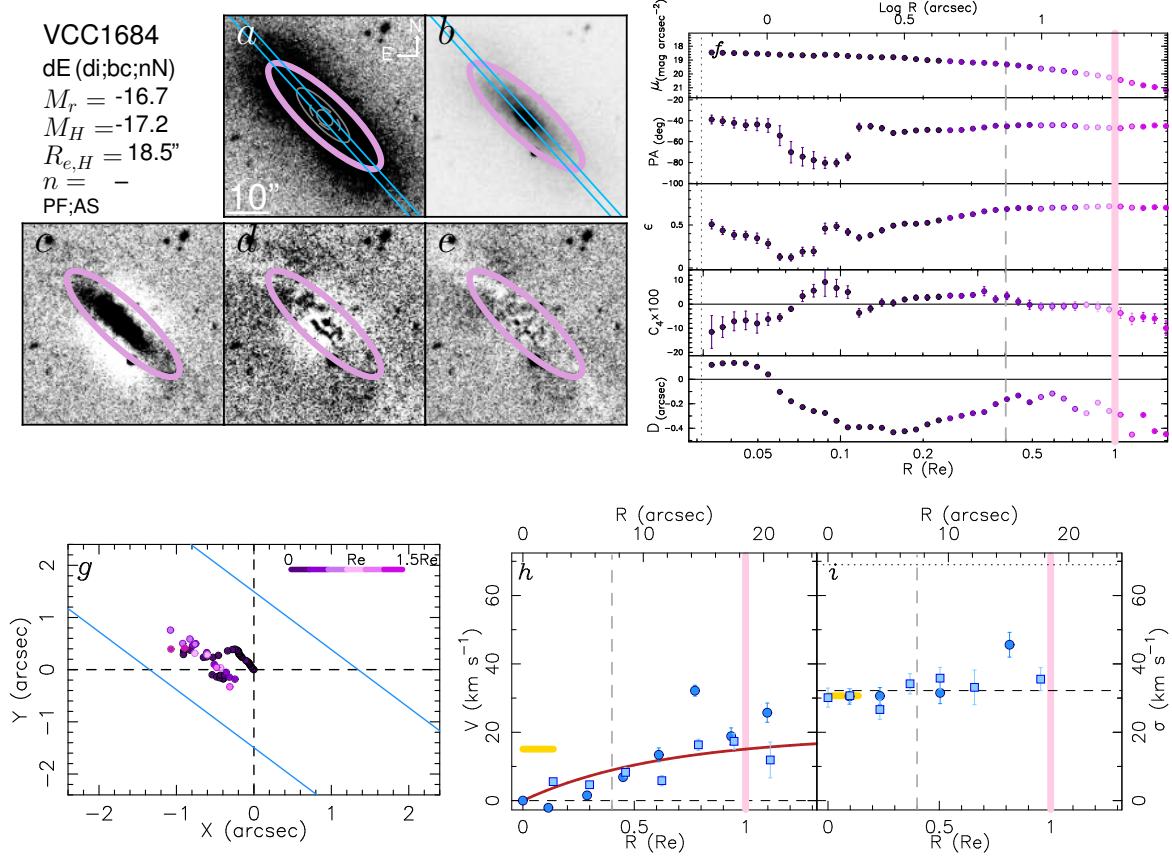 VCC1684
dE (di;bc;nN)
M_r = -16.7
M_H = -17.2
R_{e,H} = 18.5”
n = –
PF;AS
a
N
E
10”
b
c
d
e
Log R (arcsec)
0 0.5 1
f
μ(mag arcsec⁻²)
18
19
20
21
PA (deg)
−20
−40
−60
−80
−100
ϵ
0.5
0
C₄×100
10
0
−10
−20
D (arcsec)
0
−0.2
−0.4
0.05 0.1 0.2 0.5 1
R (Re)
g
0 Re 1.5Re
Y (arcsec)
2
1
0
−1
−2
−2 −1 0 1 2
X (arcsec)
R (arcsec) R (arcsec)
0 10 20 0 10 20
h
i
V (km s⁻¹)
60
40
20
0
σ (km s⁻¹)
60
40
20
0
0 0.5 1 0.5 1
R (Re) R (Re)